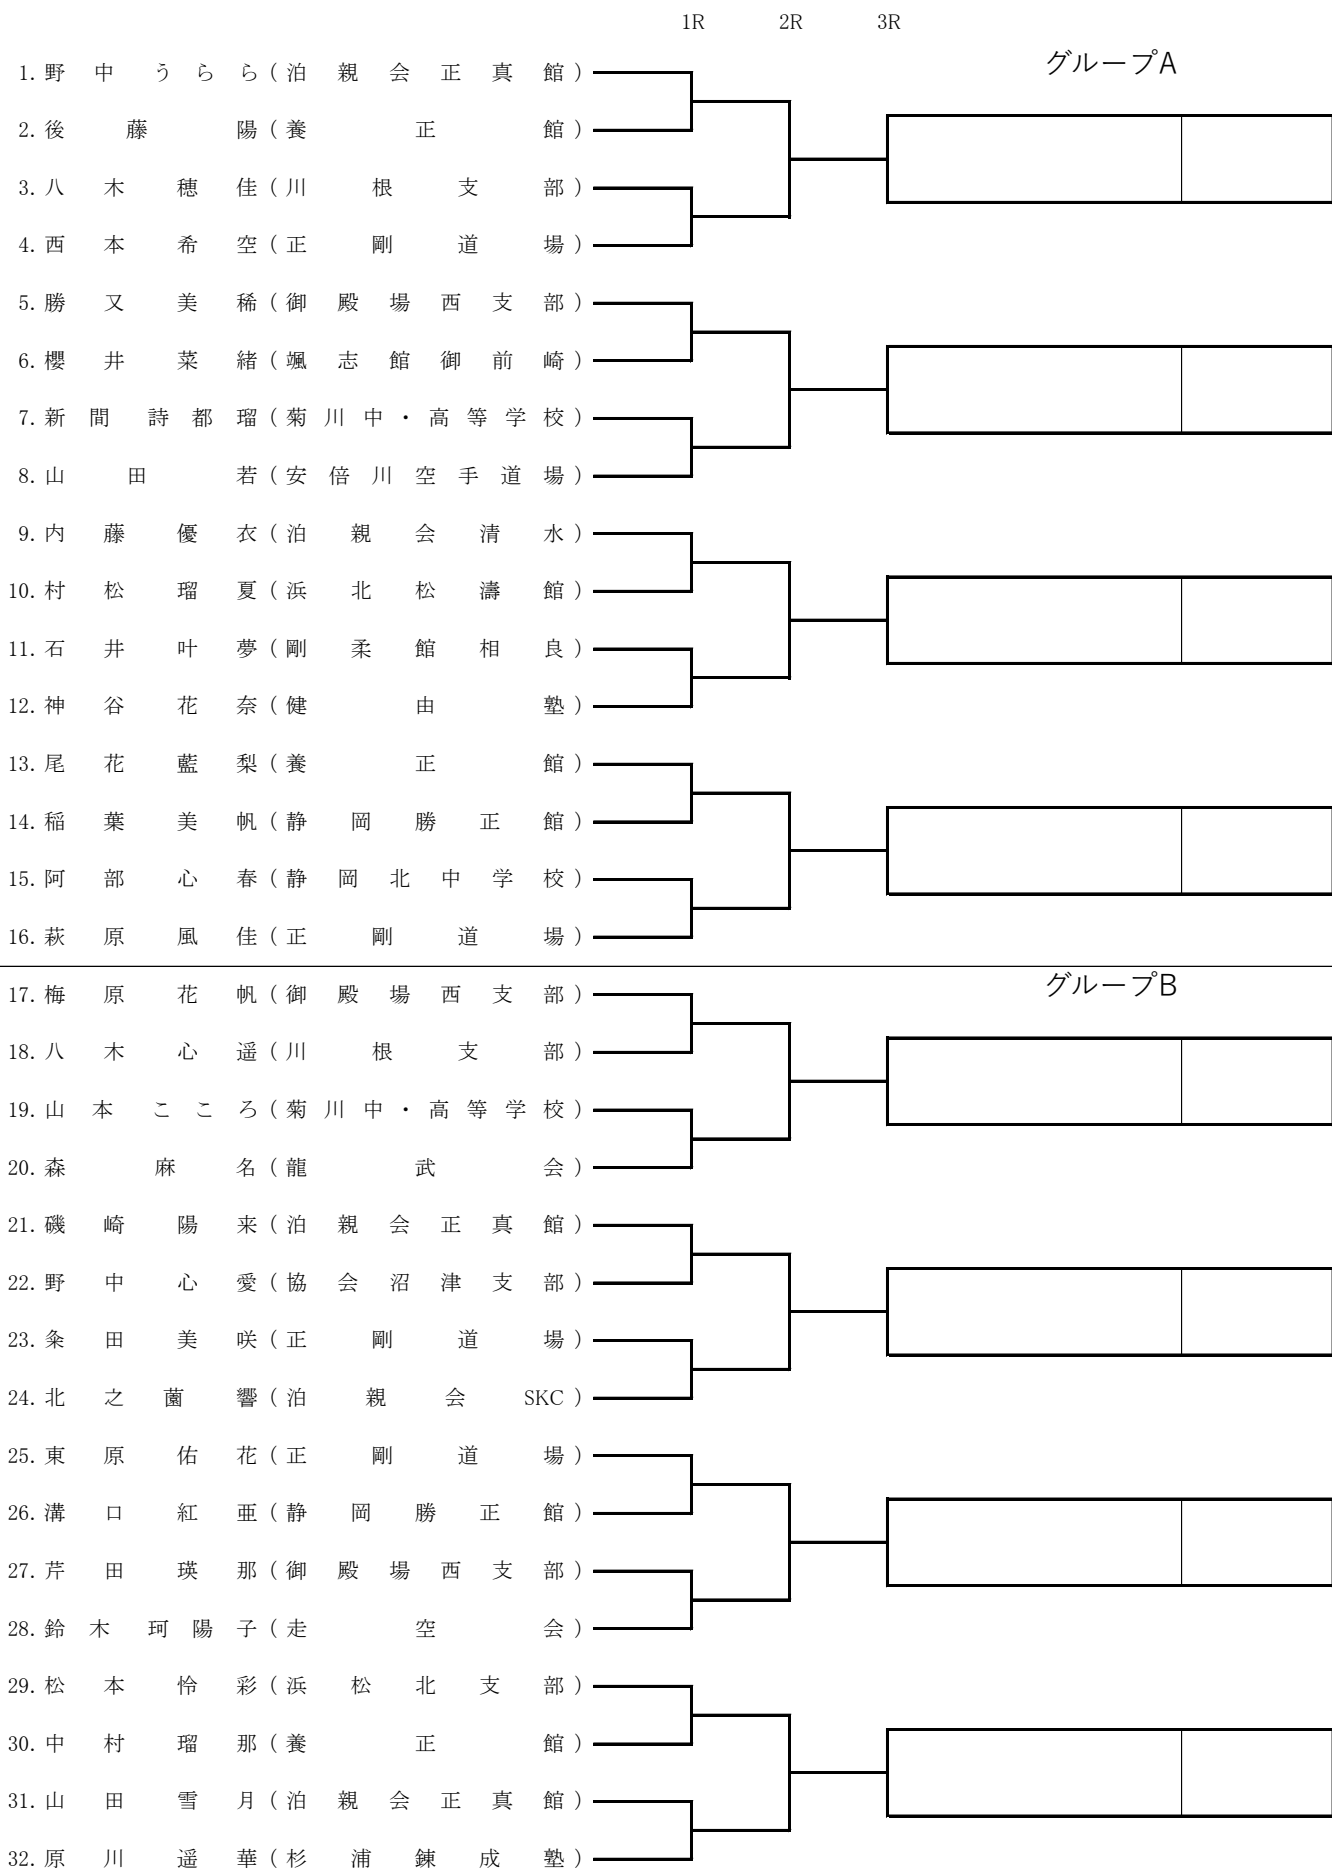 1R 2R 3R
グループA
1. 野中うらら(泊親会正真館)
2. 後藤陽(養正館)
3. 八木穂佳(川根支部)
4. 西本希空(正剛道場)
5. 勝又美稀(御殿場西支部)
6. 櫻井菜緒(颯志館御前崎)
7. 新間詩都瑠(菊川中・高等学校)
8. 山田若(安倍川空手道場)
9. 内藤優衣(泊親会清水)
10. 村松瑠夏(浜北松濤館)
11. 石井叶夢(剛柔館相良)
12. 神谷花奈(健由塾)
13. 尾花藍梨(養正館)
14. 稲葉美帆(静岡勝正館)
15. 阿部心春(静岡北中学校)
16. 萩原風佳(正剛道場)
グループB
17. 梅原花帆(御殿場西支部)
18. 八木心遥(川根支部)
19. 山本こころ(菊川中・高等学校)
20. 森麻名(龍武会)
21. 磯崎陽来(泊親会正真館)
22. 野中心愛(協会沼津支部)
23. 粂田美咲(正剛道場)
24. 北之薗響(泊親会SKC)
25. 東原佑花(正剛道場)
26. 溝口紅亜(静岡勝正館)
27. 芹田瑛那(御殿場西支部)
28. 鈴木珂陽子(走空会)
29. 松本怜彩(浜松北支部)
30. 中村瑠那(養正館)
31. 山田雪月(泊親会正真館)
32. 原川遥華(杉浦錬成塾)